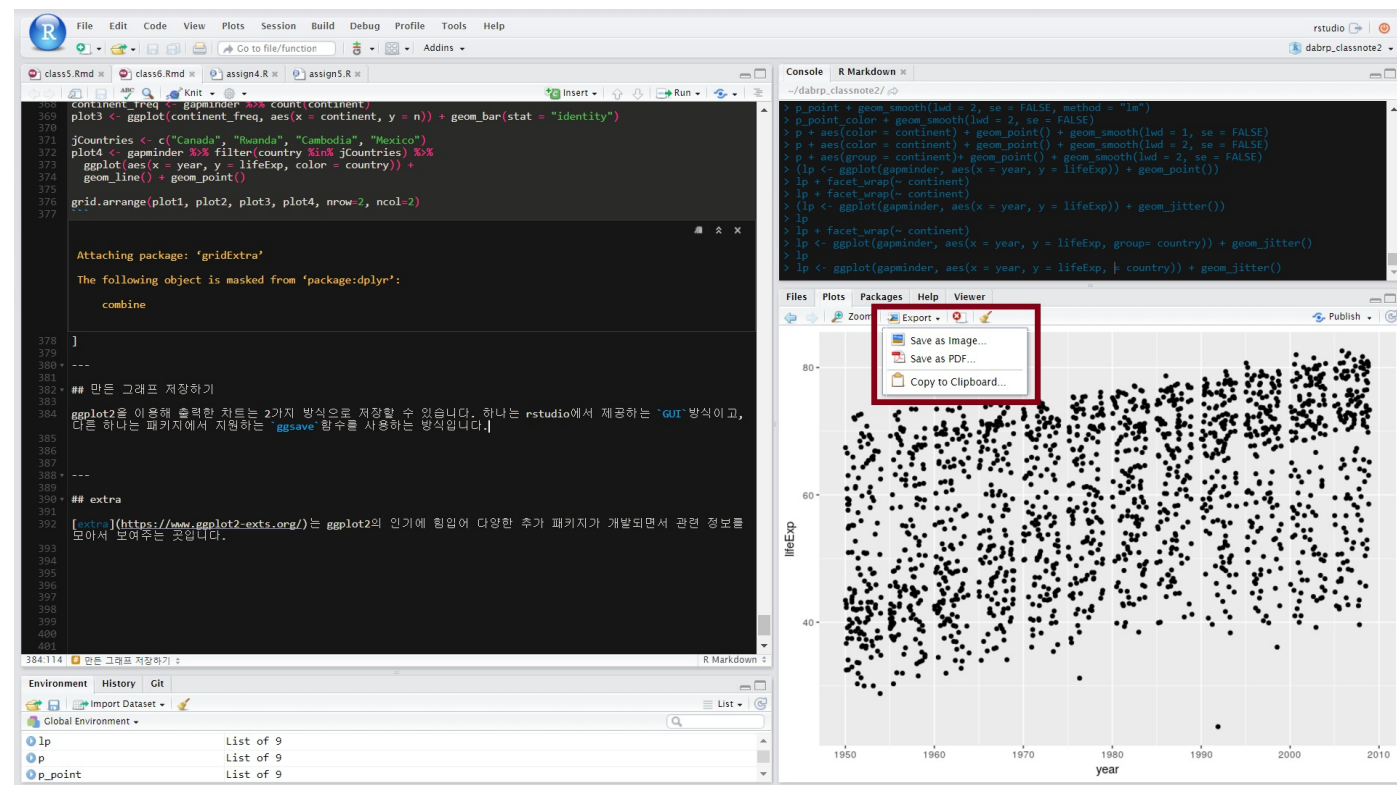 File Edit Code View Plots Session Build Debug Profile Tools Help
rstudio
Go to file/function
Addins
dabrp_classnote2
class5.Rmd
class6.Rmd
assign4.R
assign5.R
ABC
Knit
Insert
Run
368 continent_freq <- gapminder %>% count(continent)
369 plot3 <- ggplot(continent_freq, aes(x = continent, y = n)) + geom_bar(stat = "identity")
370
371 jCountries <- c("Canada", "Rwanda", "Cambodia", "Mexico")
372 plot4 <- gapminder %>% filter(country %in% jCountries) %>%
373 ggplot(aes(x = year, y = lifeExp, color = country)) +
374 geom_line() + geom_point()
375
376 grid.arrange(plot1, plot2, plot3, plot4, nrow=2, ncol=2)
377 ```
Attaching package: ‘gridExtra’
The following object is masked from ‘package:dplyr’:
combine
378 ]
379
380 ---
381
382 ## 만든 그래프 저장하기
383
384 ggplot2을 이용해 출력한 차트는 2가지 방식으로 저장할 수 있습니다. 하나는 rstudio에서 제공하는 `GUI`방식이고,
다른 하나는 패키지에서 지원하는 `ggsave`함수를 사용하는 방식입니다.
385
386
387
388 ---
389
390 ## extra
391
392 [extra](https://www.ggplot2-exts.org/)는 ggplot2의 인기에 힘입어 다양한 추가 패키지가 개발되면서 관련 정보를
모아서 보여주는 곳입니다.
393
394
395
396
397
398
399
400
401
384:114 만든 그래프 저장하기
R Markdown
Environment History Git
Import Dataset
List
Global Environment
lp List of 9
p List of 9
p_point List of 9
Console R Markdown
~/dabrp_classnote2/
> p_point + geom_smooth(lwd = 2, se = FALSE, method = "lm")
> p_point_color + geom_smooth(lwd = 2, se = FALSE)
> p + aes(color = continent) + geom_point() + geom_smooth(lwd = 1, se = FALSE)
> p + aes(color = continent) + geom_point() + geom_smooth(lwd = 2, se = FALSE)
> p + aes(group = continent)+ geom_point() + geom_smooth(lwd = 2, se = FALSE)
> (lp <- ggplot(gapminder, aes(x = year, y = lifeExp)) + geom_point())
> lp + facet_wrap(~ continent)
> lp + facet_wrap(~ continent)
> (lp <- ggplot(gapminder, aes(x = year, y = lifeExp)) + geom_jitter())
> lp
> lp + facet_wrap(~ continent)
> lp <- ggplot(gapminder, aes(x = year, y = lifeExp, group= country)) + geom_jitter()
> lp
> lp <- ggplot(gapminder, aes(x = year, y = lifeExp, = country)) + geom_jitter()
Files Plots Packages Help Viewer
Zoom
Export
Publish
Save as Image...
Save as PDF...
Copy to Clipboard...
80
60
40
lifeExp
1950 1960 1970 1980 1990 2000 2010
year